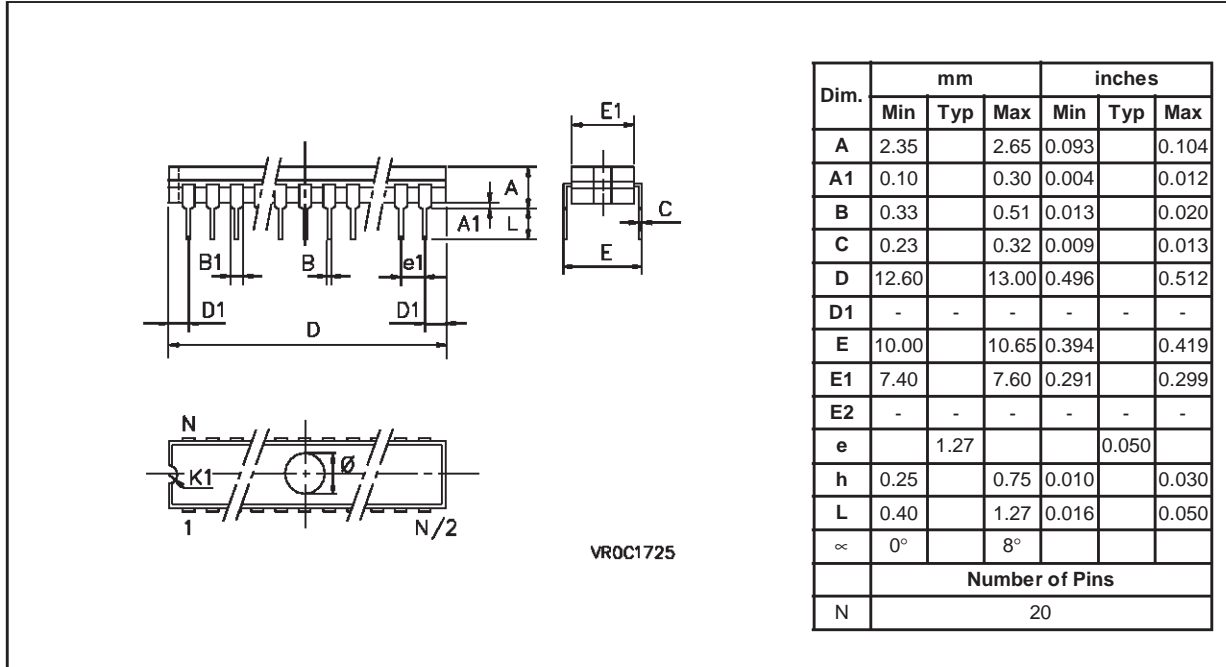 E1
A
A1
L
C
B1
B
e1
E
D1
D1
D
N
Ø
K1
1
N/2
VR0C1725
Dim. mm inches
Min Typ Max Min Typ Max
A 2.35 2.65 0.093 0.104
A1 0.10 0.30 0.004 0.012
B 0.33 0.51 0.013 0.020
C 0.23 0.32 0.009 0.013
D 12.60 13.00 0.496 0.512
D1 - - - - - -
E 10.00 10.65 0.394 0.419
E1 7.40 7.60 0.291 0.299
E2 - - - - - -
e 1.27 0.050
h 0.25 0.75 0.010 0.030
L 0.40 1.27 0.016 0.050
∝ 0° 8°
Number of Pins
N 20